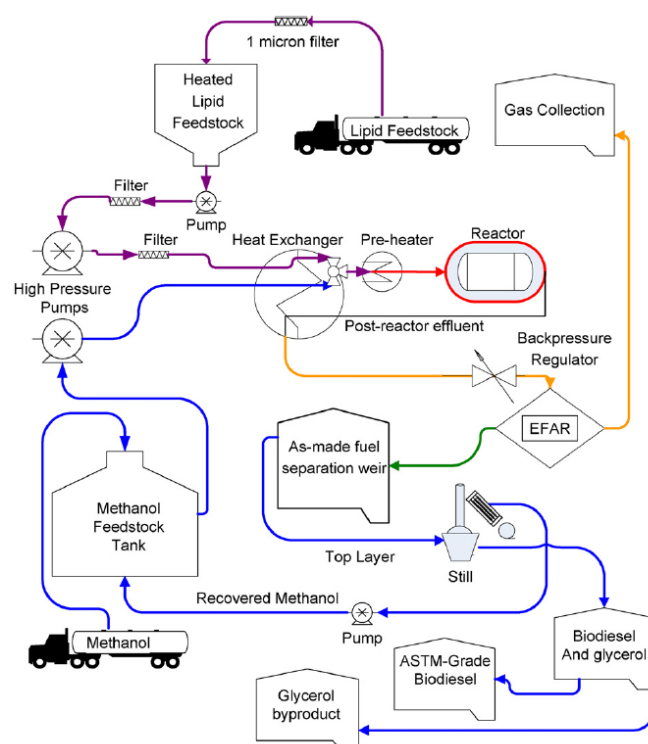 1 micron filter
Heated
Lipid
Feedstock
Lipid Feedstock
Gas Collection
Filter
Pump
Filter
Heat Exchanger
Pre-heater
Reactor
High Pressure
Pumps
Post-reactor effluent
Backpressure
Regulator
EFAR
As-made fuel
separation weir
Methanol
Feedstock
Tank
Top Layer
Still
Recovered Methanol
Pump
Methanol
Biodiesel
And glycerol
ASTM-Grade
Biodiesel
Glycerol
byproduct